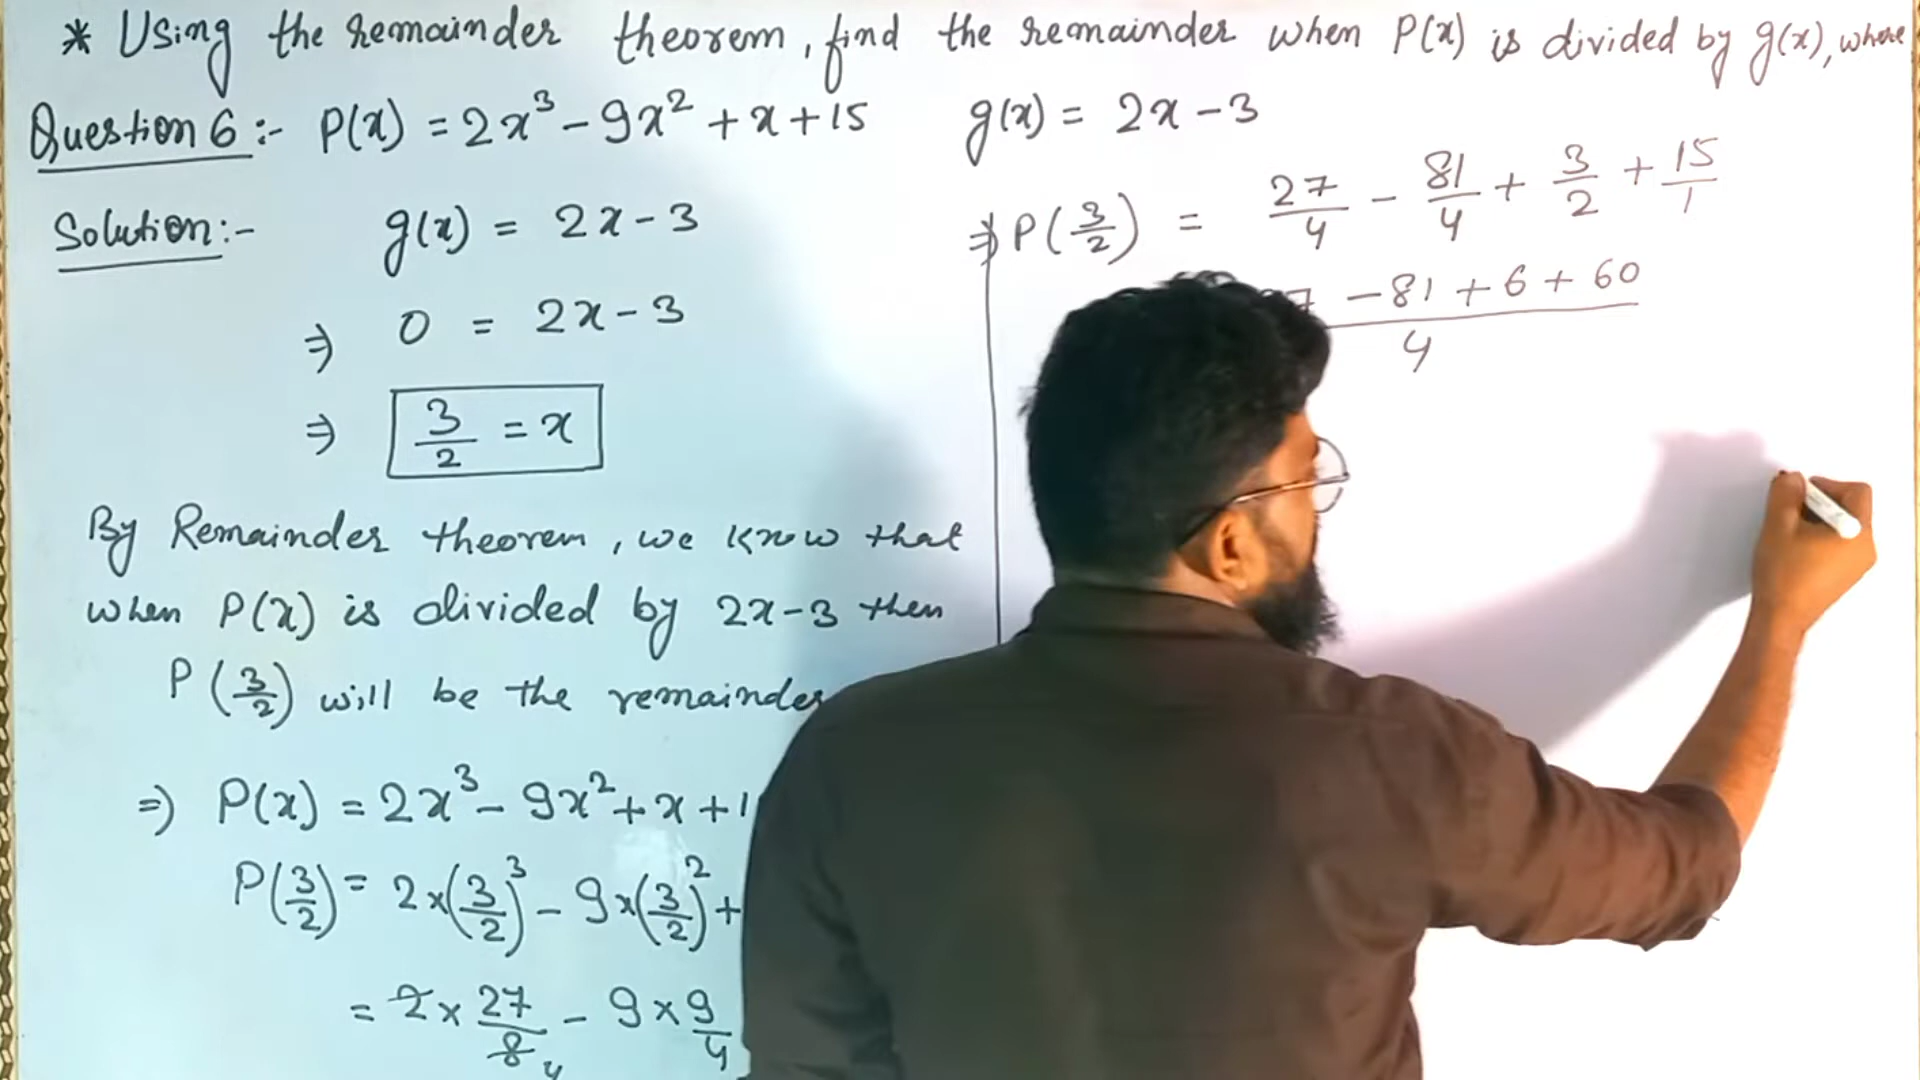 * Using the remainder theorem, find the remainder when P(x) is divided by g(x), where
Question 6 :- P(x) = 2x³ - 9x² + x + 15 g(x) = 2x - 3
Solution :- g(x) = 2x - 3
⇒ 0 = 2x - 3
⇒ 3/2 = x
By Remainder theorem, we know that
when P(x) is divided by 2x-3 then
P(3/2) will be the remainder
⇒) P(x) = 2x³ - 9x² + x + 1
P(3/2) = 2×(3/2)³ - 9×(3/2)² +
= 2 × 27/8 4 - 9 × 9/4
⇒ P(3/2) = 27/4 - 81/4 + 3/2 + 15/1
7 - 81 + 6 + 60
4